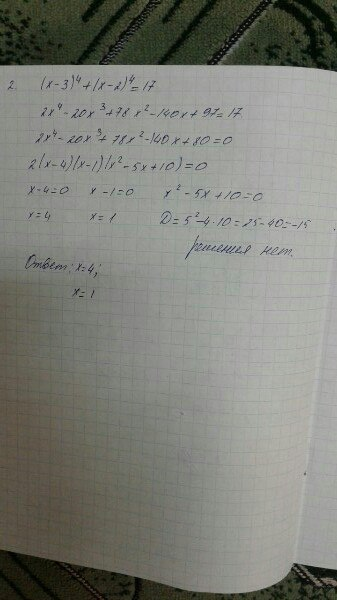 2. (x-3)⁴+(x-2)⁴=17
2x⁴-20x³+78x²-140x+97=17
2x⁴-20x³+78x²-140x+80=0
2(x-4)(x-1)(x²-5x+10)=0
x-4=0 x-1=0 x²-5x+10=0
x=4 x=1 D=5²-4·10=25-40=-15
решения нет.
Ответ: x=4;
x=1